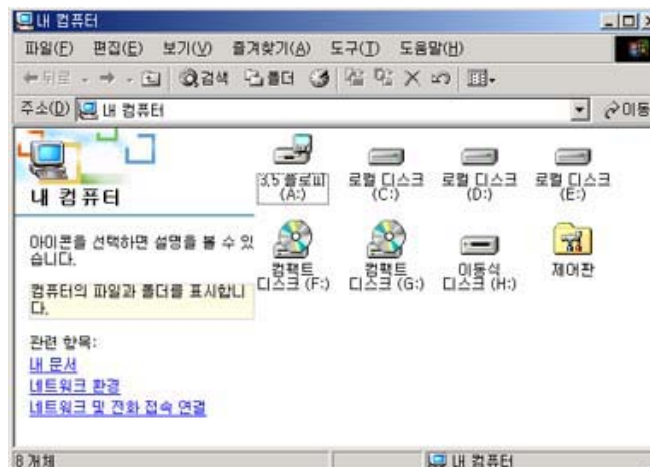 내 컴퓨터
파일(F) 편집(E) 보기(V) 즐겨찾기(A) 도구(T) 도움말(H)
뒤로 검색 폴더
주소(D) 내 컴퓨터 이동
내 컴퓨터
아이콘을 선택하면 설명을 볼 수 있
습니다.
컴퓨터의 파일과 폴더를 표시합니
다.
관련 항목:
내 문서
네트워크 환경
네트워크 및 전화 접속 연결
3.5 플로피
(A:)
로컬 디스크
(C:)
로컬 디스크
(D:)
로컬 디스크
(E:)
컴팩트
디스크 (F:)
컴팩트
디스크 (G:)
이동식
디스크 (H:)
제어판
8 개체 내 컴퓨터